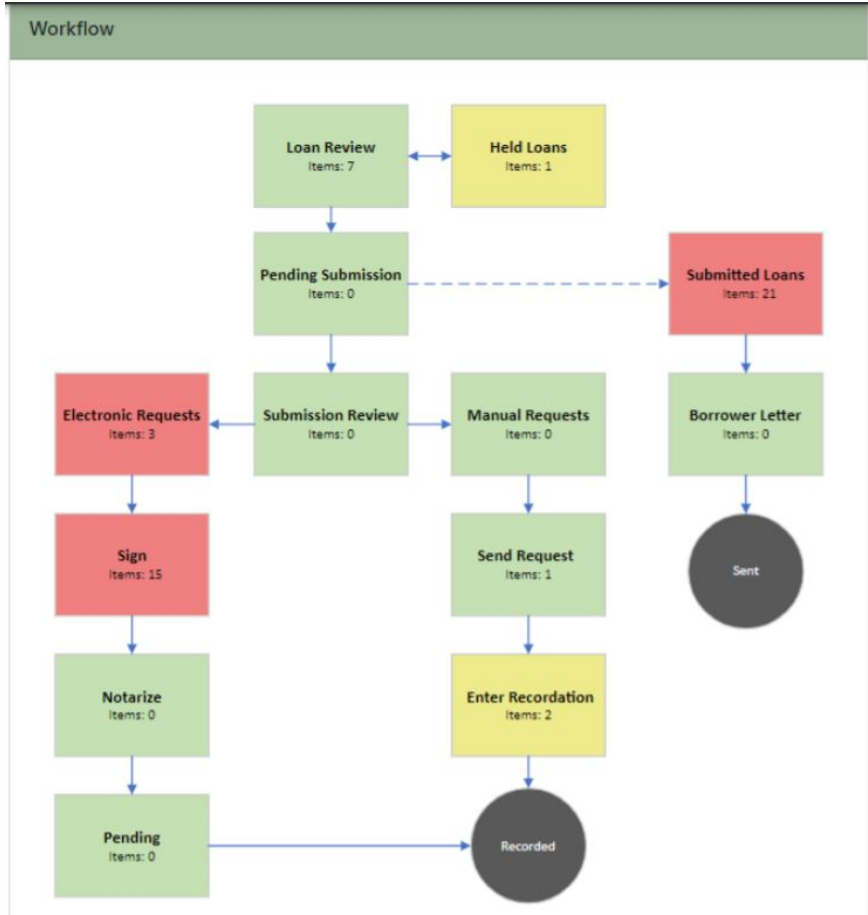 Workflow
Loan Review
Items: 7
Held Loans
Items: 1
Pending Submission
Items: 0
Submitted Loans
Items: 21
Electronic Requests
Items: 3
Submission Review
Items: 0
Manual Requests
Items: 0
Borrower Letter
Items: 0
Sign
Items: 15
Send Request
Items: 1
Sent
Notarize
Items: 0
Enter Recordation
Items: 2
Pending
Items: 0
Recorded